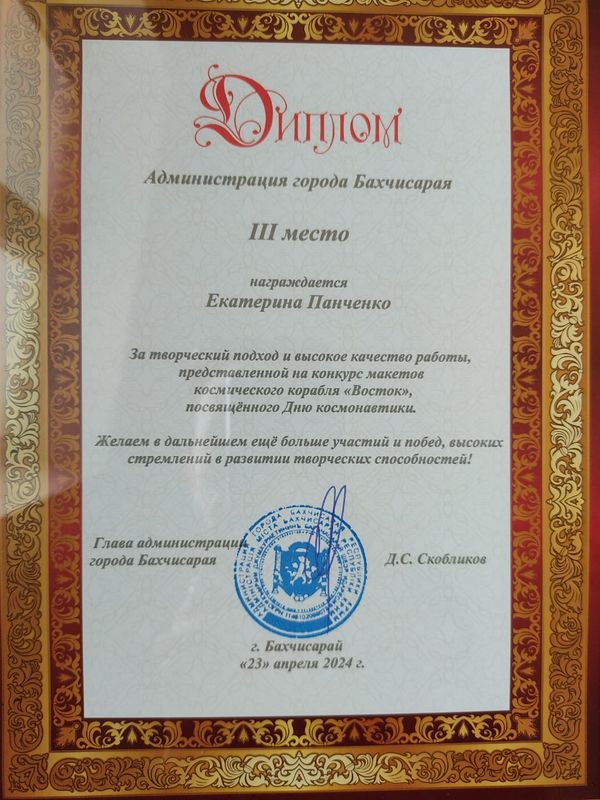 Диплом
Администрация города Бахчисарая
III место
награждается
Екатерина Панченко
За творческий подход и высокое качество работы,
представленной на конкурс макетов
космического корабля «Восток»,
посвящённого Дню космонавтики.
Желаем в дальнейшем ещё больше участий и побед, высоких
стремлений в развитии творческих способностей!
Глава администрации
города Бахчисарая
Д.С. Скобликов
г. Бахчисарай
«23» апреля 2024 г.